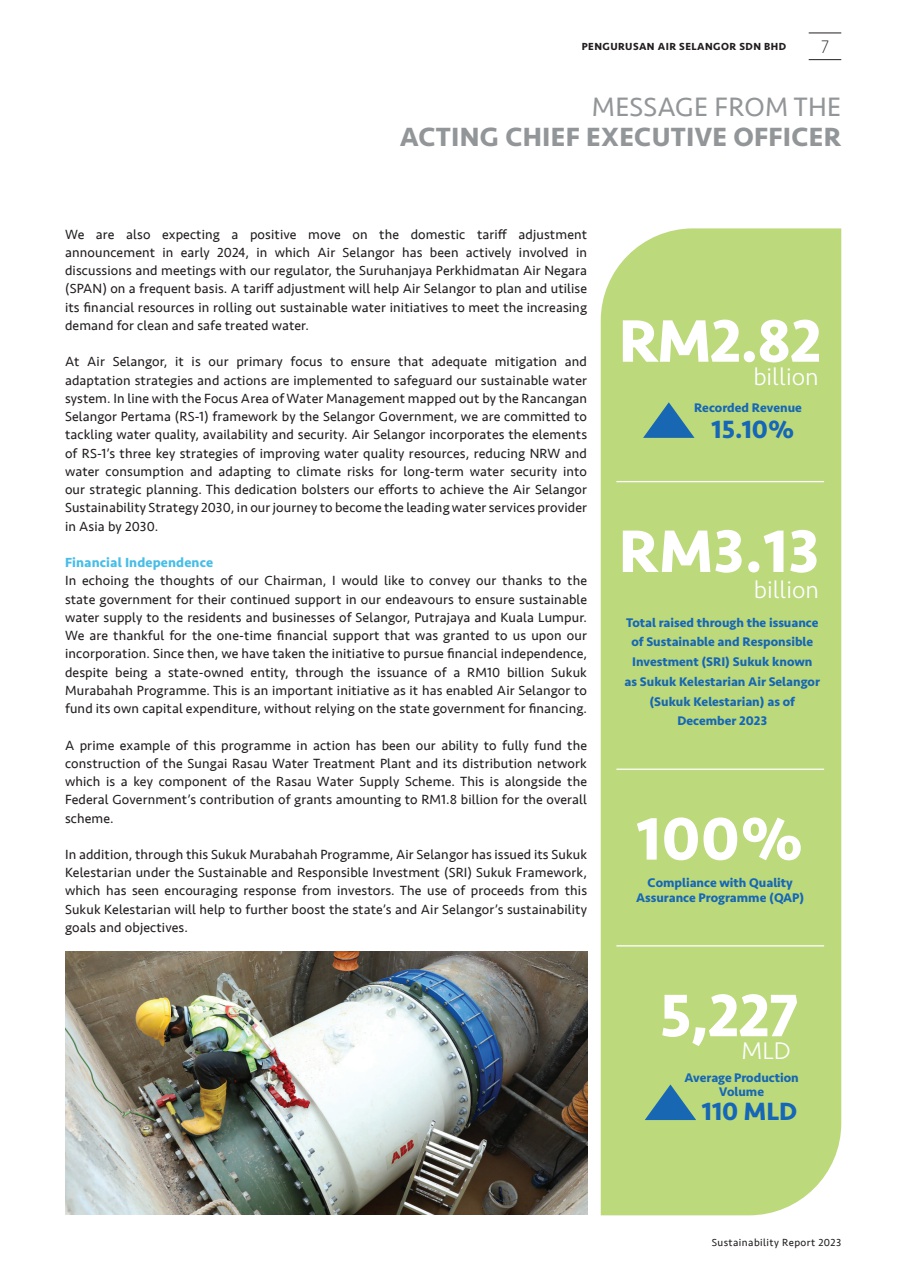 PENGURUSAN AIR SELANGOR SDN BHD
7
MESSAGE FROM THE
ACTING CHIEF EXECUTIVE OFFICER
We are also expecting a positive move on the domestic tariff adjustment
announcement in early 2024, in which Air Selangor has been actively involved in
discussions and meetings with our regulator, the Suruhanjaya Perkhidmatan Air Negara
(SPAN) on a frequent basis. A tariff adjustment will help Air Selangor to plan and utilise
its financial resources in rolling out sustainable water initiatives to meet the increasing
demand for clean and safe treated water.
At Air Selangor, it is our primary focus to ensure that adequate mitigation and
adaptation strategies and actions are implemented to safeguard our sustainable water
system. In line with the Focus Area of Water Management mapped out by the Rancangan
Selangor Pertama (RS-1) framework by the Selangor Government, we are committed to
tackling water quality, availability and security. Air Selangor incorporates the elements
of RS-1’s three key strategies of improving water quality resources, reducing NRW and
water consumption and adapting to climate risks for long-term water security into
our strategic planning. This dedication bolsters our efforts to achieve the Air Selangor
Sustainability Strategy 2030, in our journey to become the leading water services provider
in Asia by 2030.
Financial Independence
In echoing the thoughts of our Chairman, I would like to convey our thanks to the
state government for their continued support in our endeavours to ensure sustainable
water supply to the residents and businesses of Selangor, Putrajaya and Kuala Lumpur.
We are thankful for the one-time financial support that was granted to us upon our
incorporation. Since then, we have taken the initiative to pursue financial independence,
despite being a state-owned entity, through the issuance of a RM10 billion Sukuk
Murabahah Programme. This is an important initiative as it has enabled Air Selangor to
fund its own capital expenditure, without relying on the state government for financing.
A prime example of this programme in action has been our ability to fully fund the
construction of the Sungai Rasau Water Treatment Plant and its distribution network
which is a key component of the Rasau Water Supply Scheme. This is alongside the
Federal Government’s contribution of grants amounting to RM1.8 billion for the overall
scheme.
In addition, through this Sukuk Murabahah Programme, Air Selangor has issued its Sukuk
Kelestarian under the Sustainable and Responsible Investment (SRI) Sukuk Framework,
which has seen encouraging response from investors. The use of proceeds from this
Sukuk Kelestarian will help to further boost the state’s and Air Selangor’s sustainability
goals and objectives.
ABB
RM2.82
billion
Recorded Revenue
15.10%
RM3.13
billion
Total raised through the issuance
of Sustainable and Responsible
Investment (SRI) Sukuk known
as Sukuk Kelestarian Air Selangor
(Sukuk Kelestarian) as of
December 2023
100%
Compliance with Quality
Assurance Programme (QAP)
5,227
MLD
Average Production
Volume
110 MLD
Sustainability Report 2023